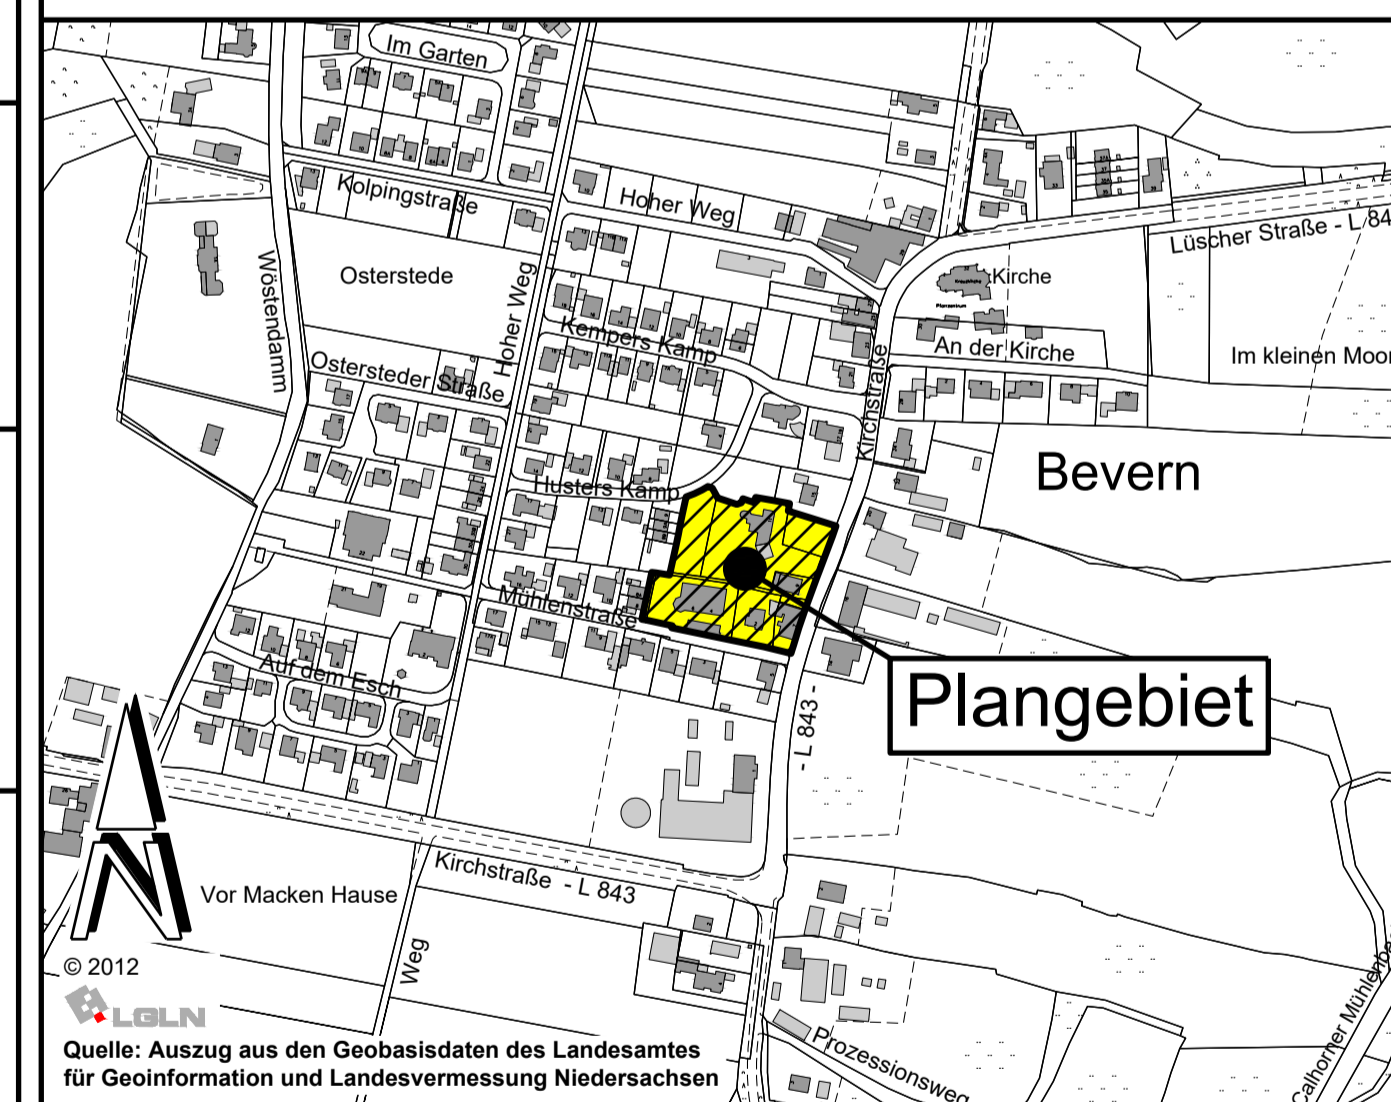 Im Garten
Kolpingstraße
Hoher Weg
Lüscher Straße - L 84
Wöstendamm
Osterstede
Hoher Weg
Kirche
Kempers Kamp
An der Kirche
Im kleinen Moor
Ostersteder Straße
Kirchstraße
Bevern
Husters Kamp
Mühlenstraße
Auf dem Esch
Plangebiet
- L 843 -
Kirchstraße - L 843
Vor Macken Hause
Weg
N
© 2012
LGLN
Prozessionsweg
Calhorner Mühlenba
Quelle: Auszug aus den Geobasisdaten des Landesamtes
für Geoinformation und Landesvermessung Niedersachsen